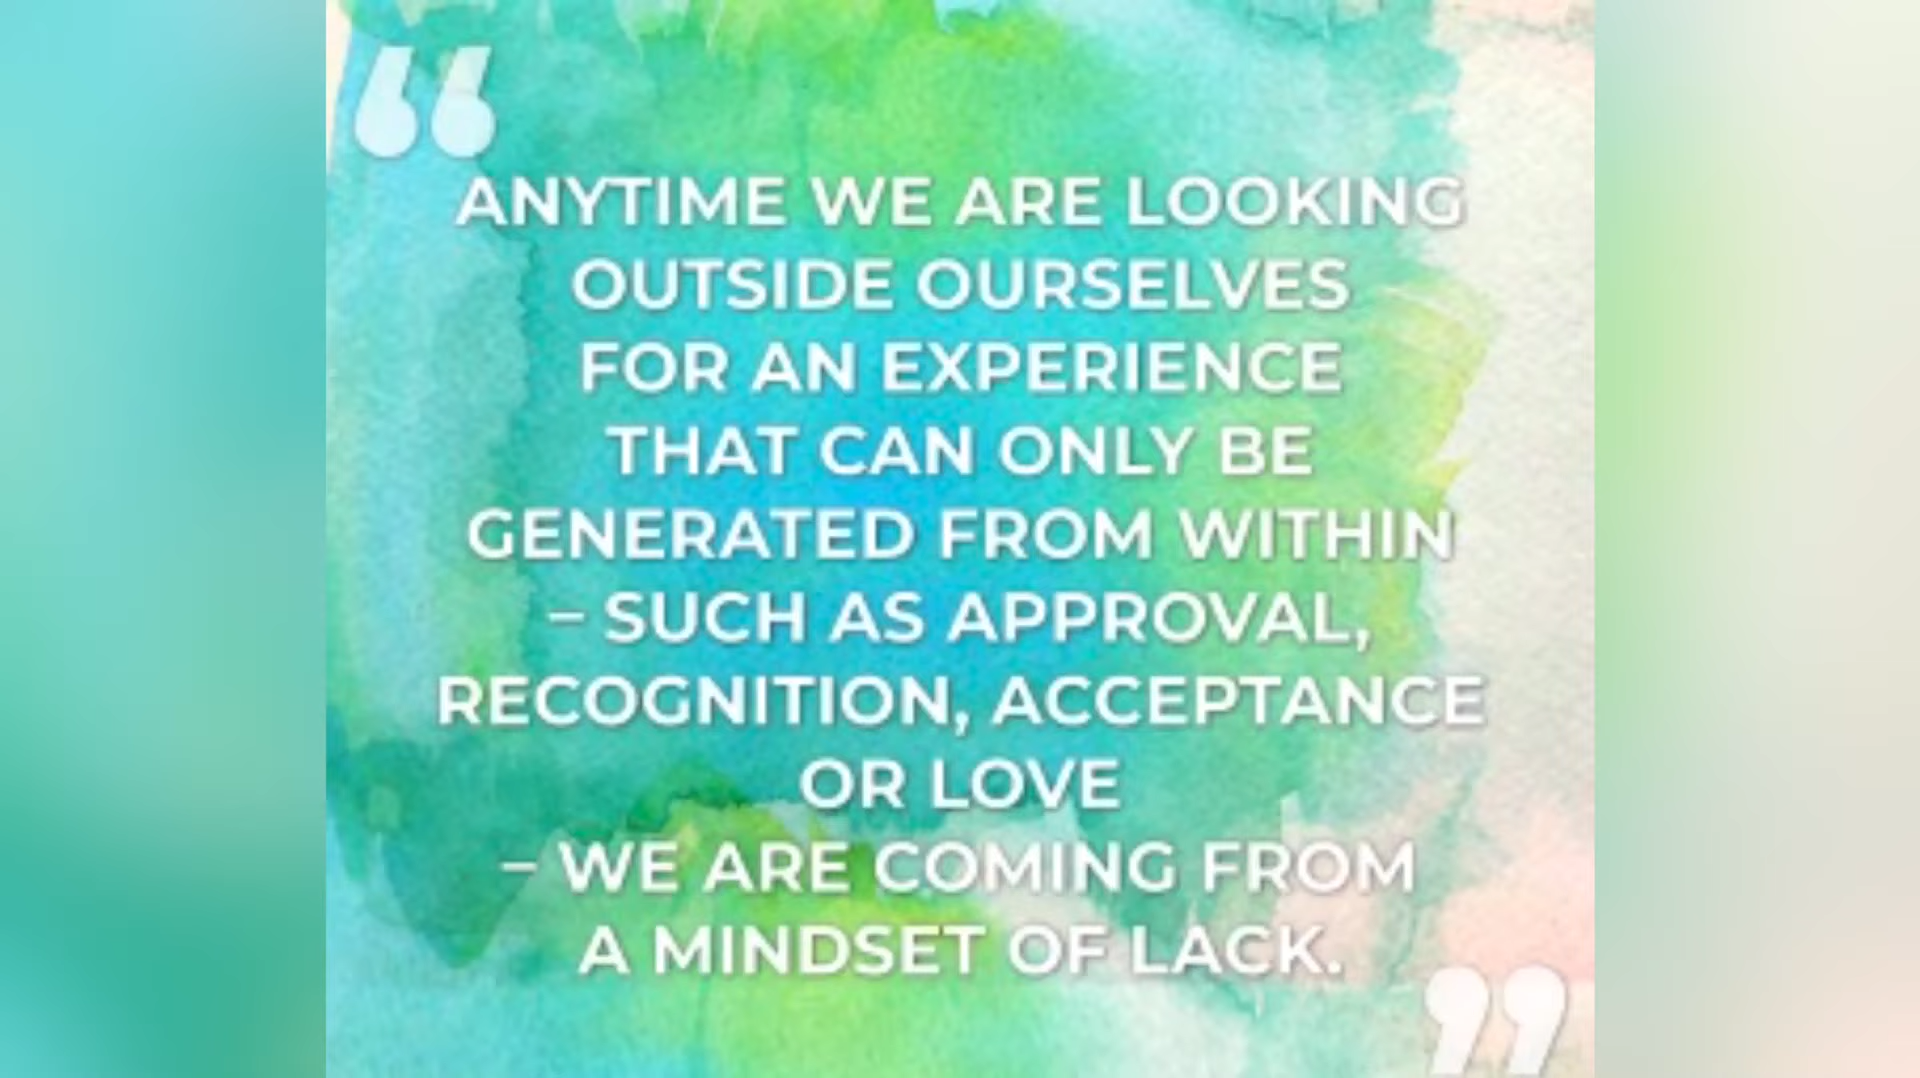 “
ANYTIME WE ARE LOOKING
OUTSIDE OURSELVES
FOR AN EXPERIENCE
THAT CAN ONLY BE
GENERATED FROM WITHIN
– SUCH AS APPROVAL,
RECOGNITION, ACCEPTANCE
OR LOVE
– WE ARE COMING FROM
A MINDSET OF LACK.
”